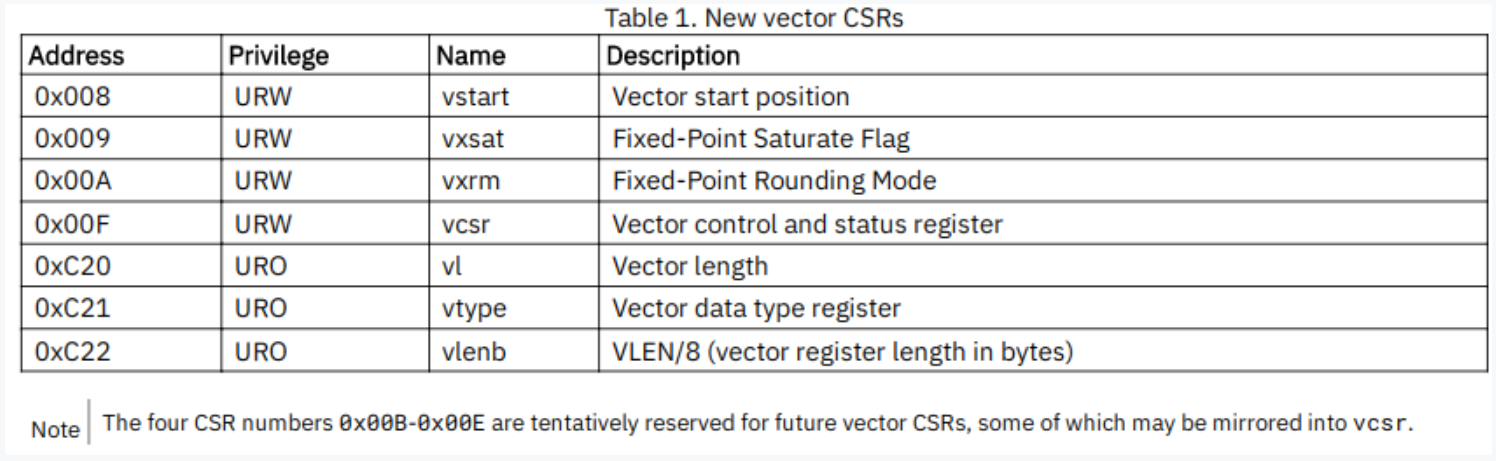 Table 1. New vector CSRs
Address Privilege Name Description
0x008 URW vstart Vector start position
0x009 URW vxsat Fixed-Point Saturate Flag
0x00A URW vxrm Fixed-Point Rounding Mode
0x00F URW vcsr Vector control and status register
0xC20 URO vl Vector length
0xC21 URO vtype Vector data type register
0xC22 URO vlenb VLEN/8 (vector register length in bytes)
Note The four CSR numbers 0x00B-0x00E are tentatively reserved for future vector CSRs, some of which may be mirrored into vcsr.